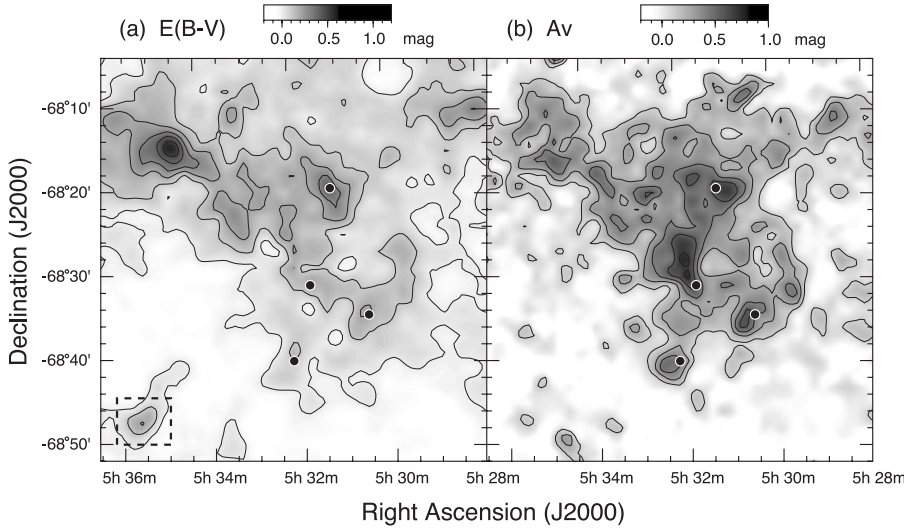 (a) E(B-V)
0.0 0.5 1.0 mag
(b) Av
0.0 0.5 1.0 mag
Declination (J2000)
-68°10'
-68°20'
-68°30'
-68°40'
-68°50'
5h 36m 5h 34m 5h 32m 5h 30m 5h 28m
5h 36m 5h 34m 5h 32m 5h 30m 5h 28m
Right Ascension (J2000)